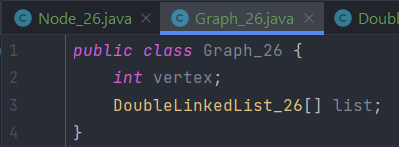 Node_26.java × Graph_26.java × Doubl
1 public class Graph_26 {
2 int vertex;
3 DoubleLinkedList_26[] list;
4 }